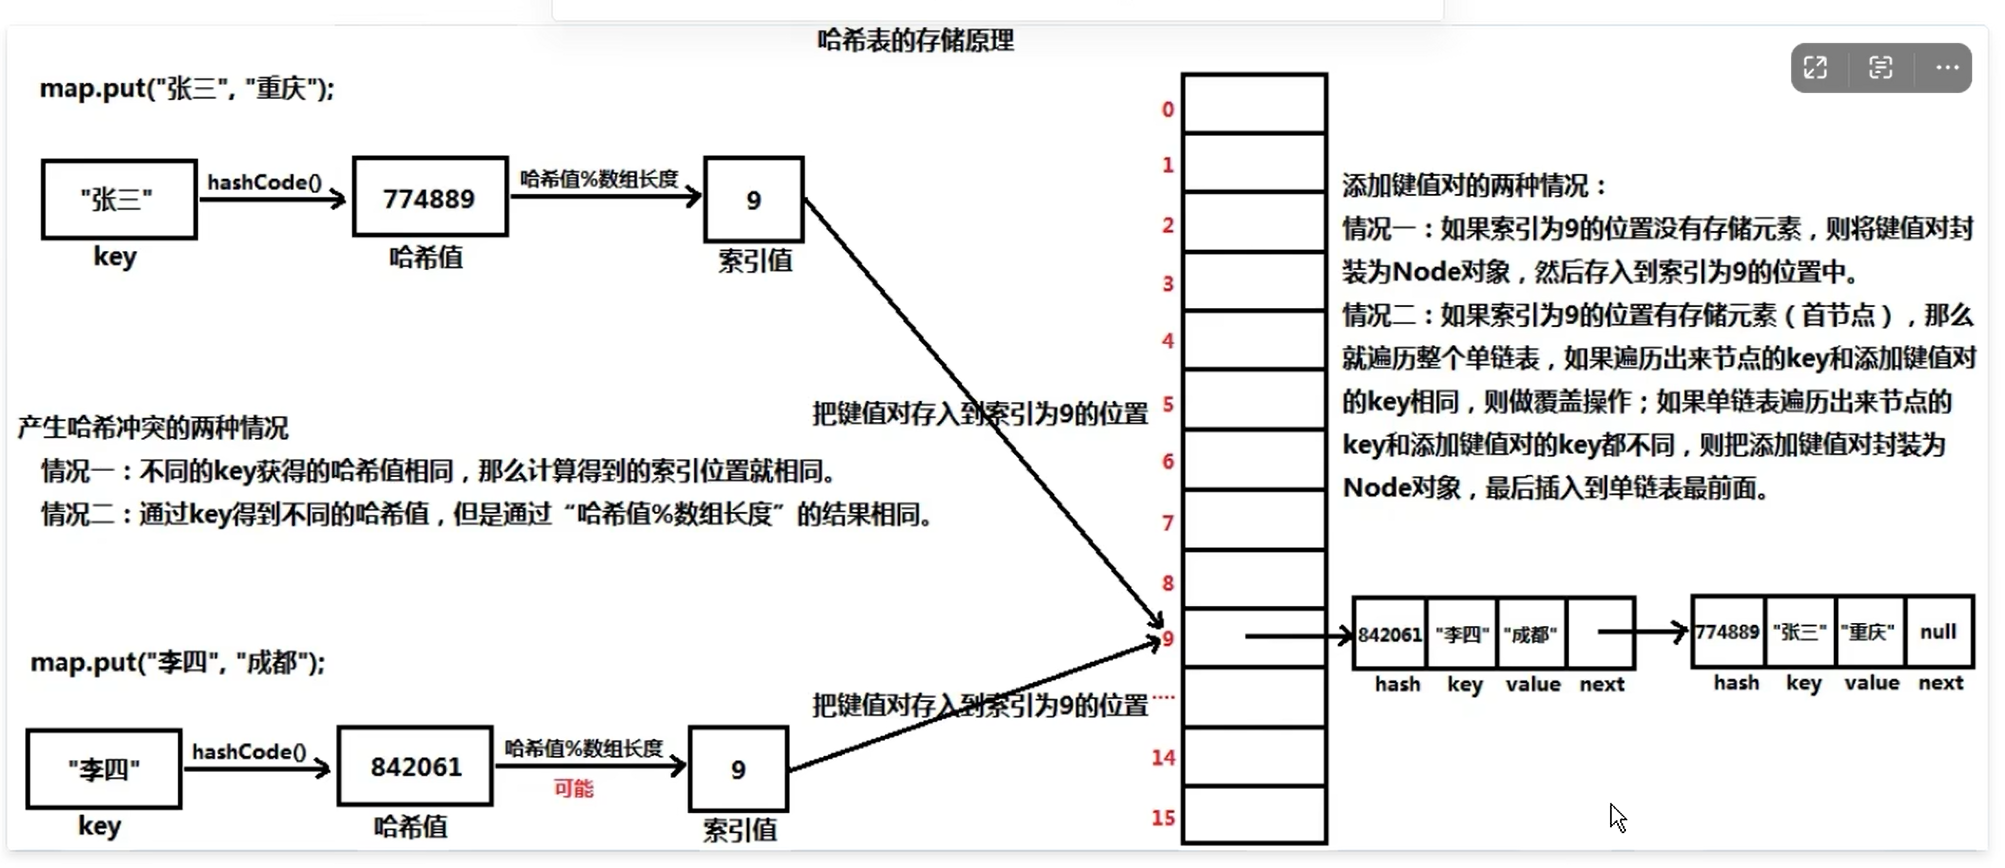 哈希表的存储原理
map.put("张三", "重庆");
"张三"
hashCode()
774889
哈希值%数组长度
9
key
哈希值
索引值
产生哈希冲突的两种情况
情况一：不同的key获得的哈希值相同，那么计算得到的索引位置就相同。
情况二：通过key得到不同的哈希值，但是通过“哈希值%数组长度”的结果相同。
把键值对存入到索引为9的位置
map.put("李四", "成都");
"李四"
hashCode()
842061
哈希值%数组长度
可能
9
key
哈希值
索引值
把键值对存入到索引为9的位置
0
1
2
3
4
5
6
7
8
9
....
14
15
添加键值对的两种情况：
情况一：如果索引为9的位置没有存储元素，则将键值对封
装为Node对象，然后存入到索引为9的位置中。
情况二：如果索引为9的位置有存储元素（首节点），那么
就遍历整个单链表，如果遍历出来节点的key和添加键值对
的key相同，则做覆盖操作；如果单链表遍历出来节点的
key和添加键值对的key都不同，则把添加键值对封装为
Node对象，最后插入到单链表最前面。
842061 "李四" "成都"
hash key value next
774889 "张三" "重庆" null
hash key value next